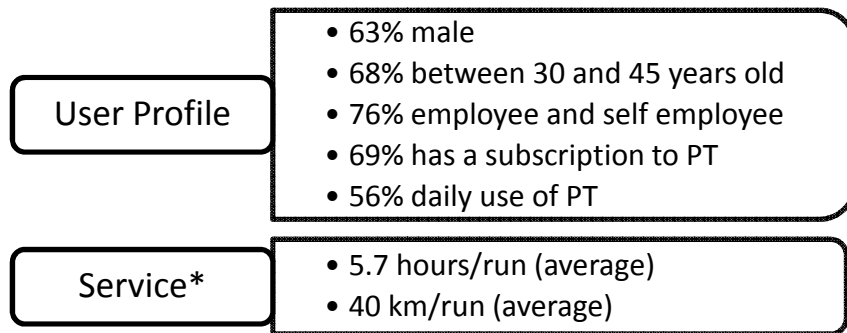 User Profile
• 63% male
• 68% between 30 and 45 years old
• 76% employee and self employee
• 69% has a subscription to PT
• 56% daily use of PT
Service*
• 5.7 hours/run (average)
• 40 km/run (average)